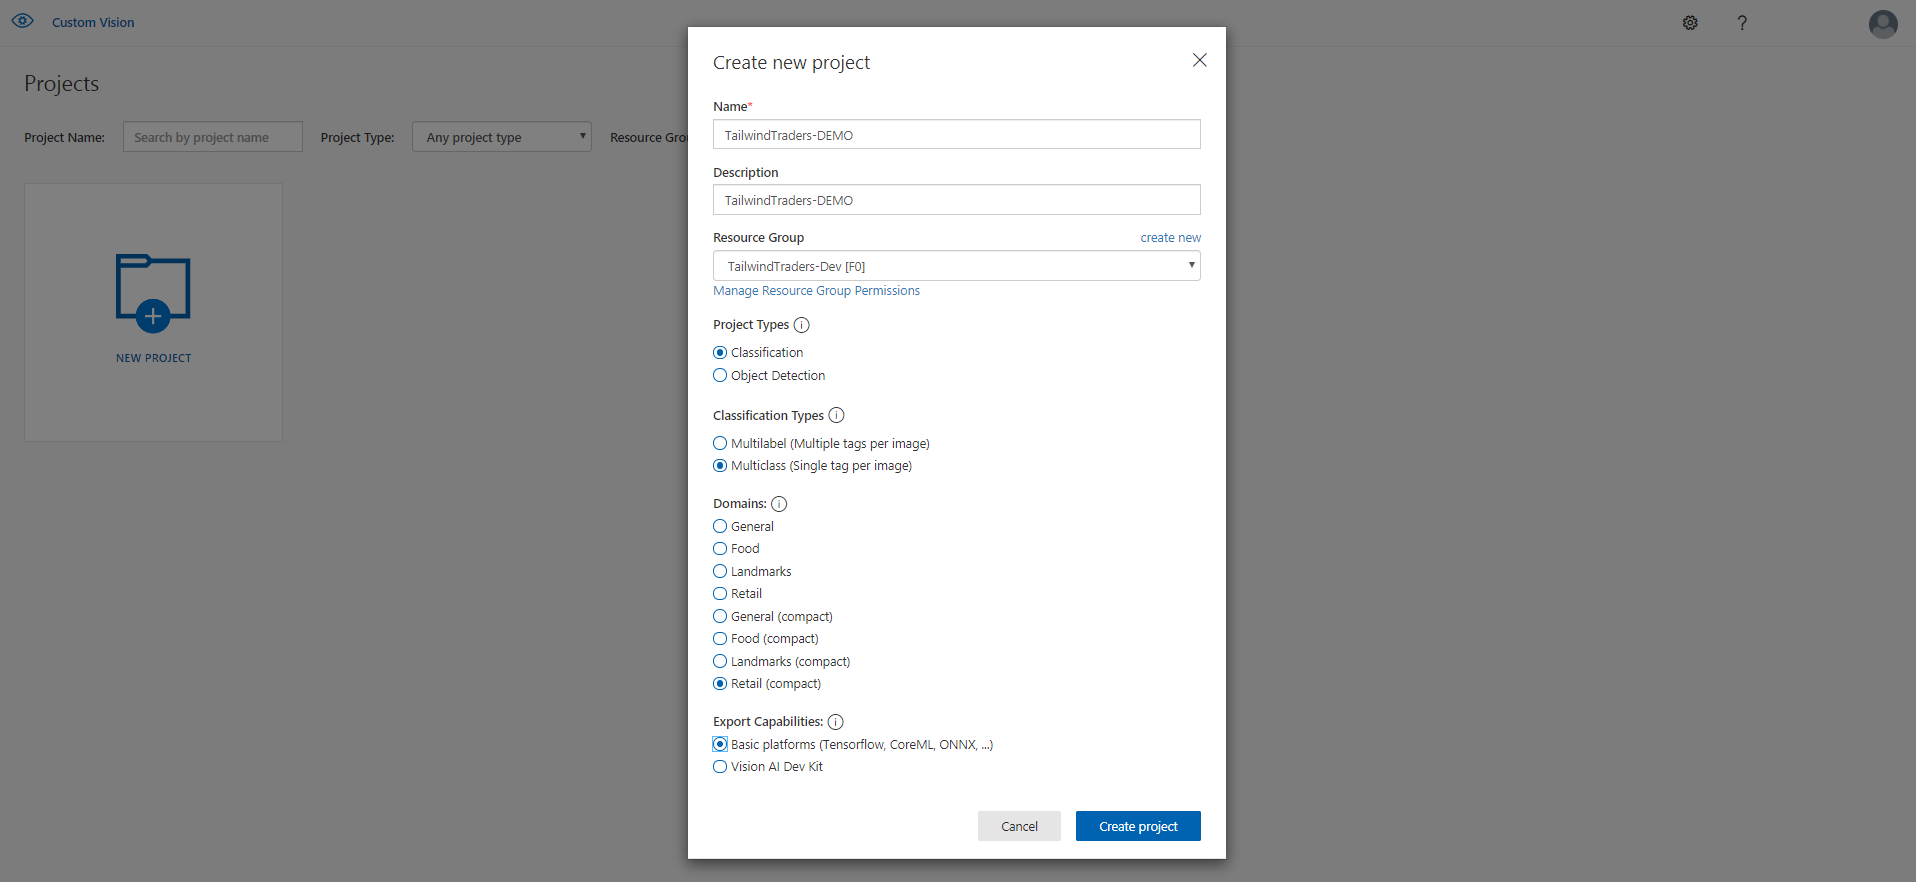 Custom Vision
?
Projects
Project Name:
Search by project name
Project Type:
Any project type
Resource Gro
NEW PROJECT
Create new project
Name*
TailwindTraders-DEMO
Description
TailwindTraders-DEMO
Resource Group
create new
TailwindTraders-Dev [F0]
Manage Resource Group Permissions
Project Types
Classification
Object Detection
Classification Types
Multilabel (Multiple tags per image)
Multiclass (Single tag per image)
Domains:
General
Food
Landmarks
Retail
General (compact)
Food (compact)
Landmarks (compact)
Retail (compact)
Export Capabilities:
Basic platforms (Tensorflow, CoreML, ONNX, ...)
Vision AI Dev Kit
Cancel
Create project